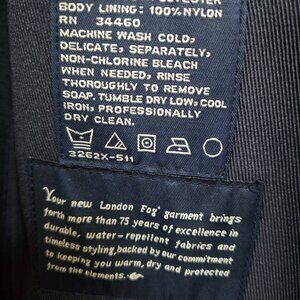 BODY LINING: 100% NYLON
RN 34460
MACHINE WASH COLD,
DELICATE, SEPARATELY,
NON-CHLORINE BLEACH
WHEN NEEDED, RINSE
THOROUGHLY TO REMOVE
SOAP. TUMBLE DRY LOW, COOL
IRON, PROFESSIONALLY
DRY CLEAN.
3262X-511
Your new London Fog® garment brings
forth more than 75 years of excellence in
durable, water-repellent fabrics and
timeless styling, backed by our commitment
to keeping you warm, dry and protected
from the elements.